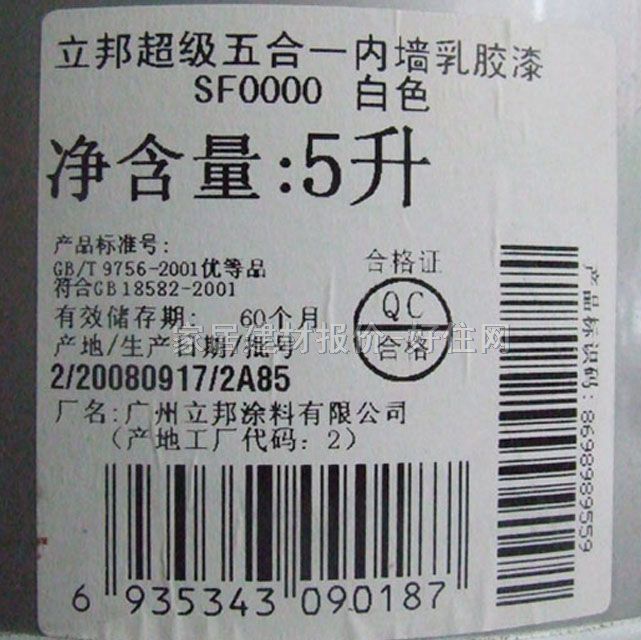 立邦超级五合一内墙乳胶漆
SF0000 白色
净含量:5升
产品标准号:
GB/T 9756-2001优等品
符合GB 18582-2001
有效储存期: 60个月
产地/生产日期/批号
2/20080917/2A85
厂名:广州立邦涂料有限公司
(产地工厂代码: 2)
合格证
QC
合格
产品标识码: 8698989559
家居建材报价-好住网
6 935343 090187